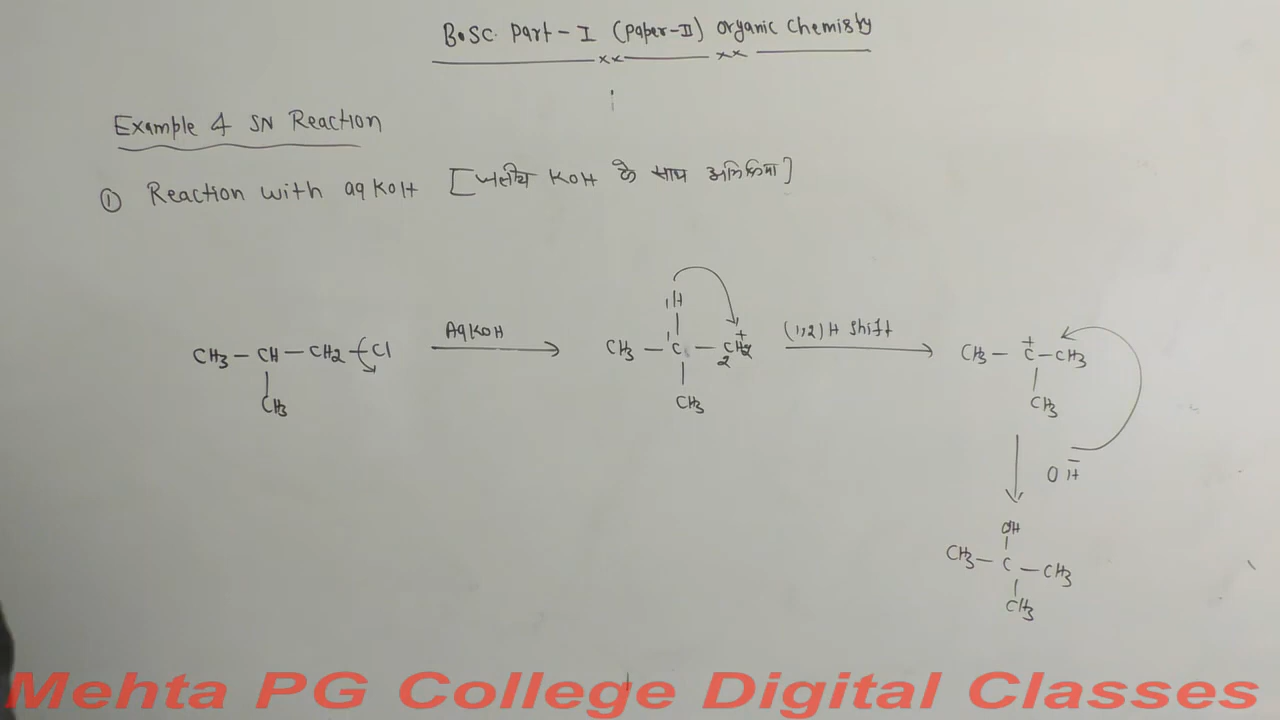 B.SC. Part-I (Paper-II) Organic Chemistry
Example 4 SN Reaction
① Reaction with aq KOH [जलीय KOH के साथ अभिक्रिया]
CH3 – CH – CH2 – Cl
CH3
Aq KOH
H
CH3 – C – CH2
1 2
+
CH3
(1,2) H Shift
+
CH3 – C – CH3
CH3
OH̄
OH
CH3 – C – CH3
CH3
Mehta PG College Digital Classes